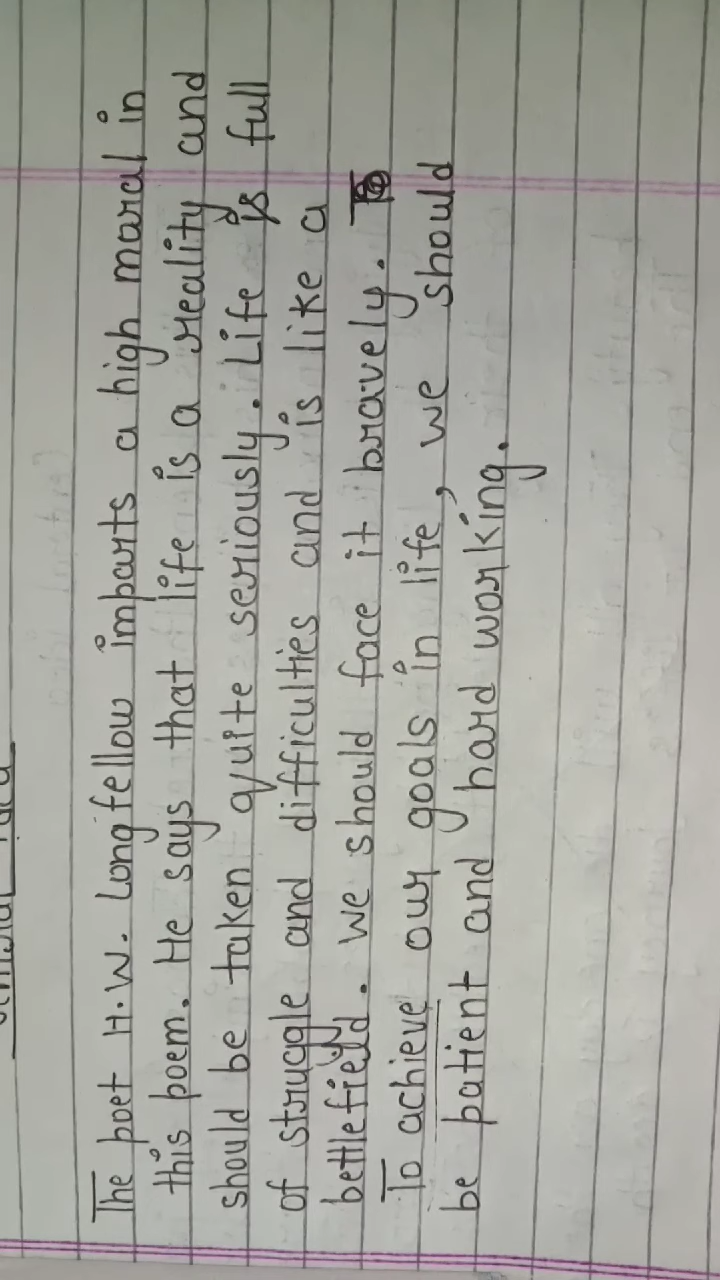 The poet H.W. Longfellow imparts a high moral in
this poem. He says that life is a reality and
should be taken quite seriously. Life is full
of struggle and difficulties and is like a
bettlefield. we should face it bravely.
To achieve our goals in life, we should
be patient and hard working.